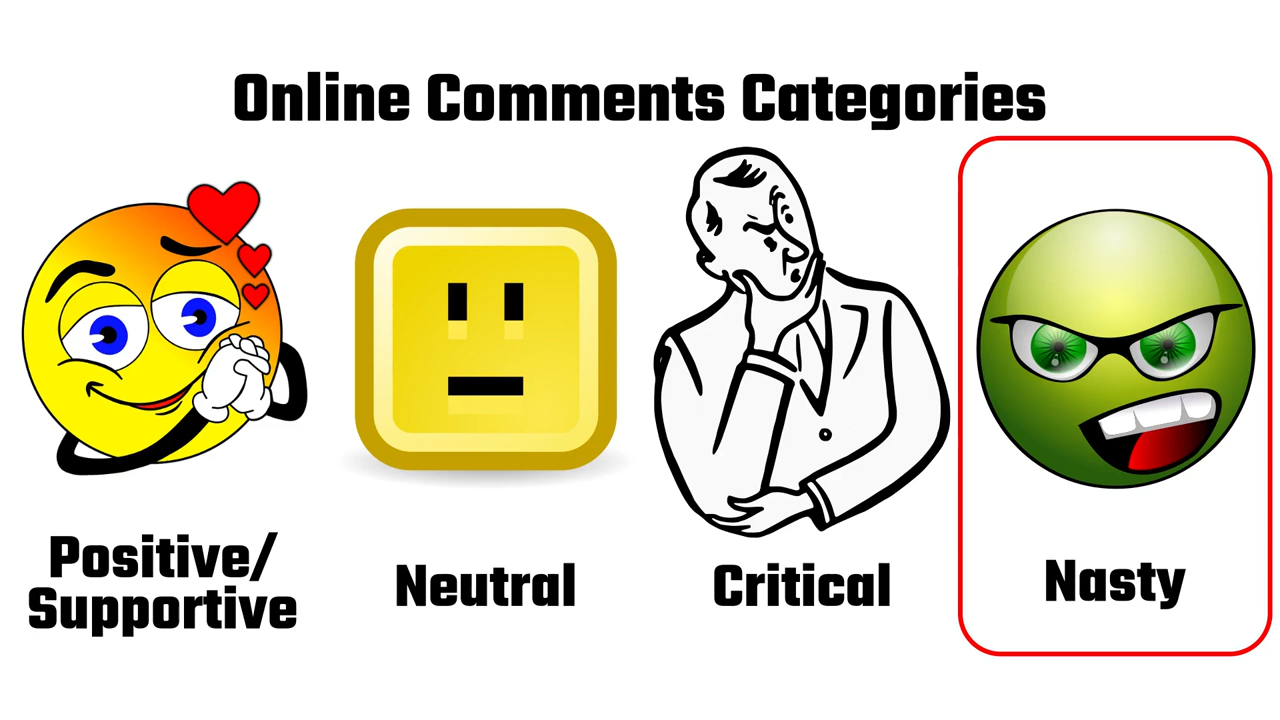 Online Comments Categories
Positive/
Supportive
Neutral
Critical
Nasty